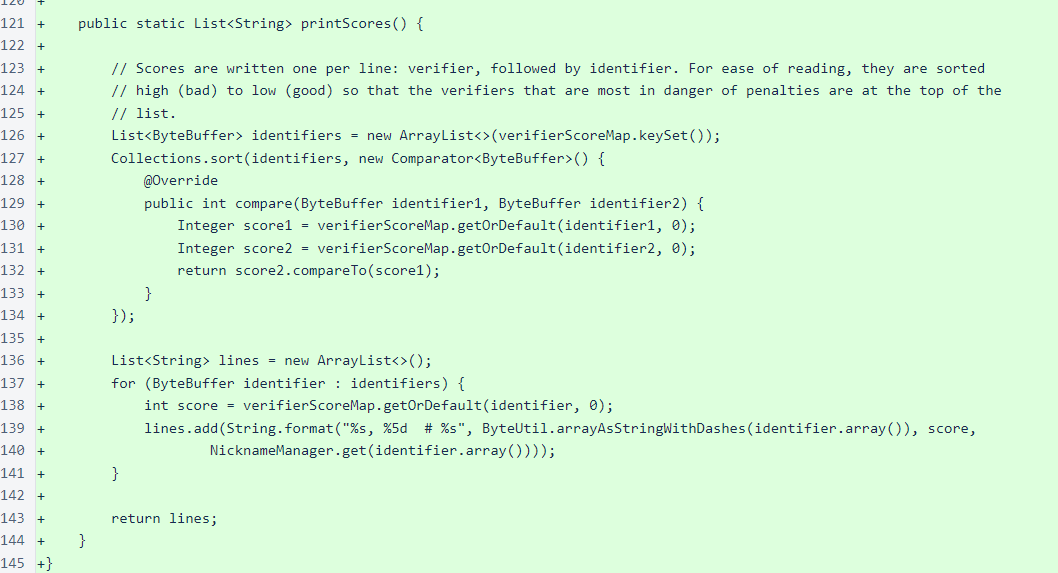 120 +
121 +    public static List<String> printScores() {
122 +
123 +        // Scores are written one per line: verifier, followed by identifier. For ease of reading, they are sorted
124 +        // high (bad) to low (good) so that the verifiers that are most in danger of penalties are at the top of the
125 +        // list.
126 +        List<ByteBuffer> identifiers = new ArrayList<>(verifierScoreMap.keySet());
127 +        Collections.sort(identifiers, new Comparator<ByteBuffer>() {
128 +            @Override
129 +            public int compare(ByteBuffer identifier1, ByteBuffer identifier2) {
130 +                Integer score1 = verifierScoreMap.getOrDefault(identifier1, 0);
131 +                Integer score2 = verifierScoreMap.getOrDefault(identifier2, 0);
132 +                return score2.compareTo(score1);
133 +            }
134 +        });
135 +
136 +        List<String> lines = new ArrayList<>();
137 +        for (ByteBuffer identifier : identifiers) {
138 +            int score = verifierScoreMap.getOrDefault(identifier, 0);
139 +            lines.add(String.format("%s, %5d  # %s", ByteUtil.arrayAsStringWithDashes(identifier.array()), score,
140 +                    NicknameManager.get(identifier.array())));
141 +        }
142 +
143 +        return lines;
144 +    }
145 +}